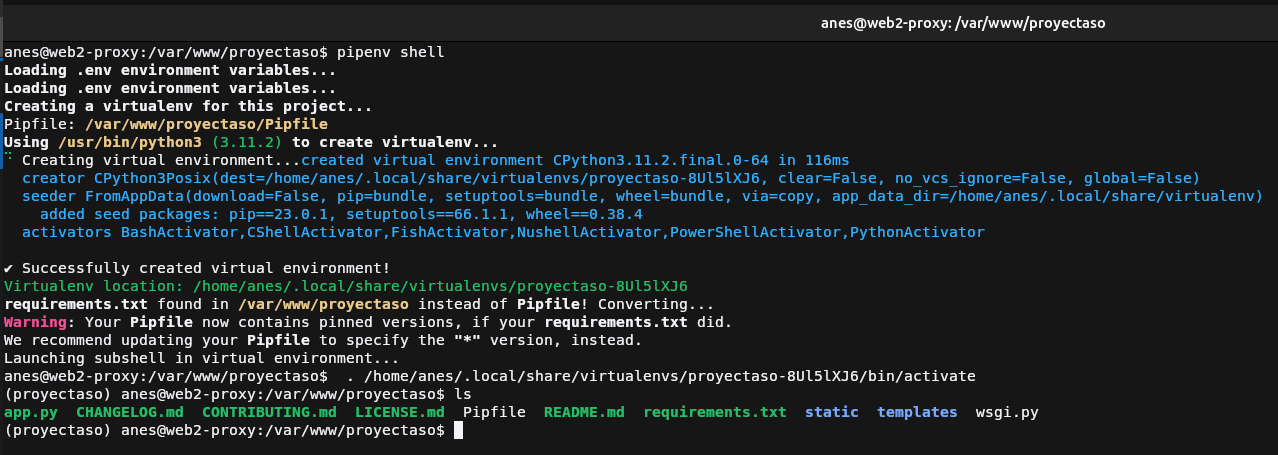 anes@web2-proxy: /var/www/proyectaso
anes@web2-proxy:/var/www/proyectaso$ pipenv shell
Loading .env environment variables...
Loading .env environment variables...
Creating a virtualenv for this project...
Pipfile: /var/www/proyectaso/Pipfile
Using /usr/bin/python3 (3.11.2) to create virtualenv...
⠋ Creating virtual environment...created virtual environment CPython3.11.2.final.0-64 in 116ms
  creator CPython3Posix(dest=/home/anes/.local/share/virtualenvs/proyectaso-8Ul5lXJ6, clear=False, no_vcs_ignore=False, global=False)
  seeder FromAppData(download=False, pip=bundle, setuptools=bundle, wheel=bundle, via=copy, app_data_dir=/home/anes/.local/share/virtualenv)
    added seed packages: pip==23.0.1, setuptools==66.1.1, wheel==0.38.4
  activators BashActivator,CShellActivator,FishActivator,NushellActivator,PowerShellActivator,PythonActivator

✔ Successfully created virtual environment!
Virtualenv location: /home/anes/.local/share/virtualenvs/proyectaso-8Ul5lXJ6
requirements.txt found in /var/www/proyectaso instead of Pipfile! Converting...
Warning: Your Pipfile now contains pinned versions, if your requirements.txt did.
We recommend updating your Pipfile to specify the "*" version, instead.
Launching subshell in virtual environment...
anes@web2-proxy:/var/www/proyectaso$  . /home/anes/.local/share/virtualenvs/proyectaso-8Ul5lXJ6/bin/activate
(proyectaso) anes@web2-proxy:/var/www/proyectaso$ ls
app.py  CHANGELOG.md  CONTRIBUTING.md  LICENSE.md  Pipfile  README.md  requirements.txt  static  templates  wsgi.py
(proyectaso) anes@web2-proxy:/var/www/proyectaso$